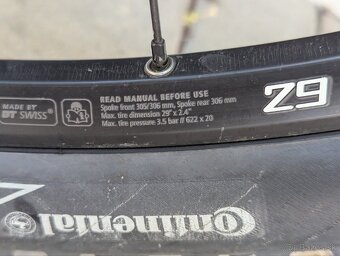 MADE BY
DT SWISS®
READ MANUAL BEFORE USE
Spoke front 305/306 mm, Spoke rear 306 mm
Max. tire dimension 29" x 2.4"
Max. tire pressure 3.5 bar // 622 x 20
29
Continental